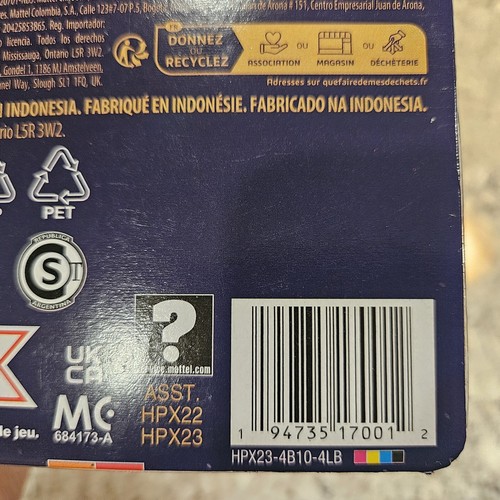 es. Mattel Colombia, S.A., Calle 123#7-07 P.5, Bogotá
Juan de Arona # 151, Centro Empresarial Juan de Arona,
20425853865. Reg. Importador:
licencia. Todos los derechos
Mississauga, Ontario L5R 3W2.
Gondel 1, 1186 MJ Amstelveen,
Way, Slough SL1 1FQ, UK.
FR
DONNEZ
OU
RECYCLEZ
ASSOCIATION
OU
MAGASIN
OU
DÉCHÈTERIE
Adresses sur quefairedemesdechets.fr
INDONESIA. FABRIQUÉ EN INDONÉSIE. FABRICADO NA INDONESIA.
rio L5R 3W2.
PET
REPUBLICA
S
ARGENTINA
?
www.mattel.com
UK
CA
MC
684173-A
le jeu.
ASST.
HPX22
HPX23
1 94735 17001 2
HPX23-4B10-4LB